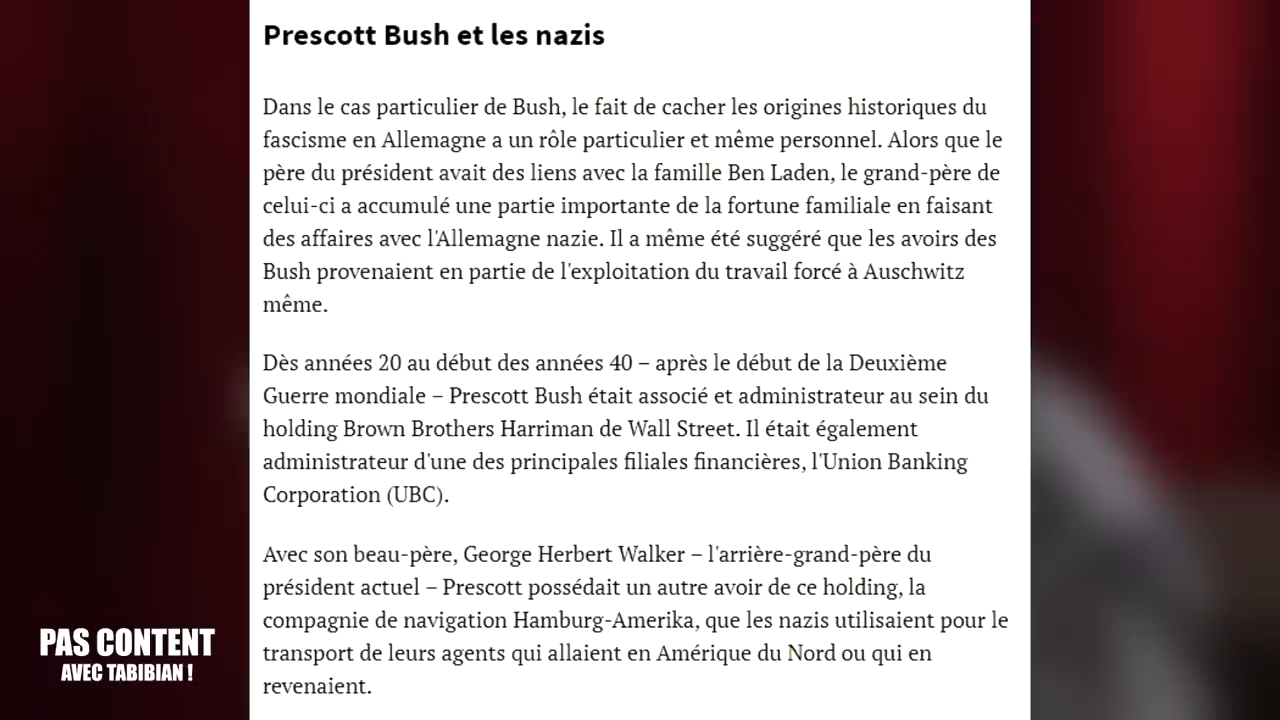 Prescott Bush et les nazis
Dans le cas particulier de Bush, le fait de cacher les origines historiques du
fascisme en Allemagne a un rôle particulier et même personnel. Alors que le
père du président avait des liens avec la famille Ben Laden, le grand-père de
celui-ci a accumulé une partie importante de la fortune familiale en faisant
des affaires avec l'Allemagne nazie. Il a même été suggéré que les avoirs des
Bush provenaient en partie de l'exploitation du travail forcé à Auschwitz
même.
Dès années 20 au début des années 40 – après le début de la Deuxième
Guerre mondiale – Prescott Bush était associé et administrateur au sein du
holding Brown Brothers Harriman de Wall Street. Il était également
administrateur d'une des principales filiales financières, l'Union Banking
Corporation (UBC).
Avec son beau-père, George Herbert Walker – l'arrière-grand-père du
président actuel – Prescott possédait un autre avoir de ce holding, la
compagnie de navigation Hamburg-Amerika, que les nazis utilisaient pour le
transport de leurs agents qui allaient en Amérique du Nord ou qui en
revenaient.
PAS CONTENT
AVEC TABIBIAN !